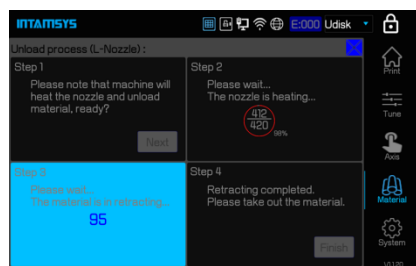 INTAMSYS
E:000 Udisk
Unload process (L-Nozzle) :
Step 1
Please note that machine will
heat the nozzle and unload
material, ready?
Next
Step 2
Please wait...
The nozzle is heating...
412
420
98%
Step 3
Please wait...
The material is in retracting...
95
Step 4
Retracting completed.
Please take out the material.
Finish
Print
Tune
Axis
Material
System
V1.1.20